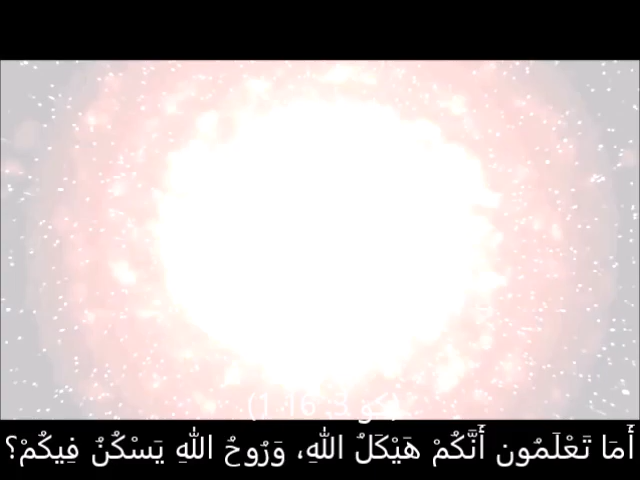 (1 كو 3: 16)
أَمَا تَعْلَمُون أَنَّكُمْ هَيْكَلُ اللهِ، وَرُوحُ اللهِ يَسْكُنُ فِيكُمْ؟